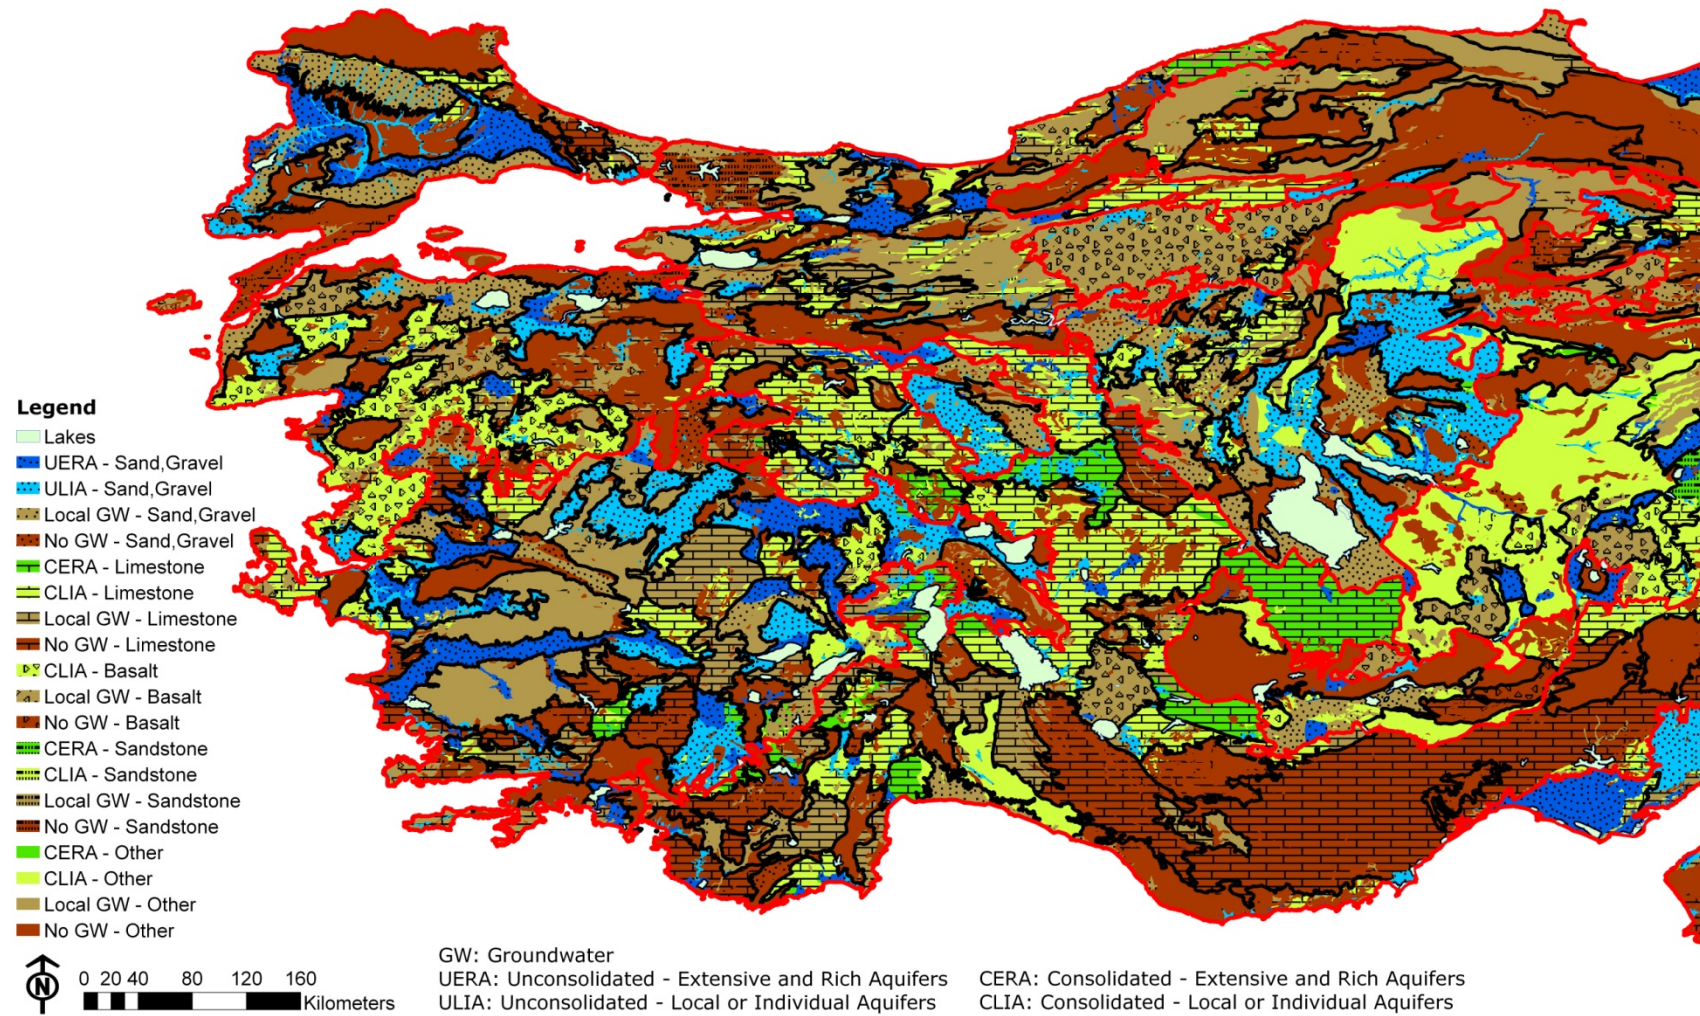 Legend
Lakes
UERA - Sand,Gravel
ULIA - Sand,Gravel
Local GW - Sand,Gravel
No GW - Sand,Gravel
CERA - Limestone
CLIA - Limestone
Local GW - Limestone
No GW - Limestone
CLIA - Basalt
Local GW - Basalt
No GW - Basalt
CERA - Sandstone
CLIA - Sandstone
Local GW - Sandstone
No GW - Sandstone
CERA - Other
CLIA - Other
Local GW - Other
No GW - Other
N
0 20 40 80 120 160
Kilometers
GW: Groundwater
UERA: Unconsolidated - Extensive and Rich Aquifers
ULIA: Unconsolidated - Local or Individual Aquifers
CERA: Consolidated - Extensive and Rich Aquifers
CLIA: Consolidated - Local or Individual Aquifers